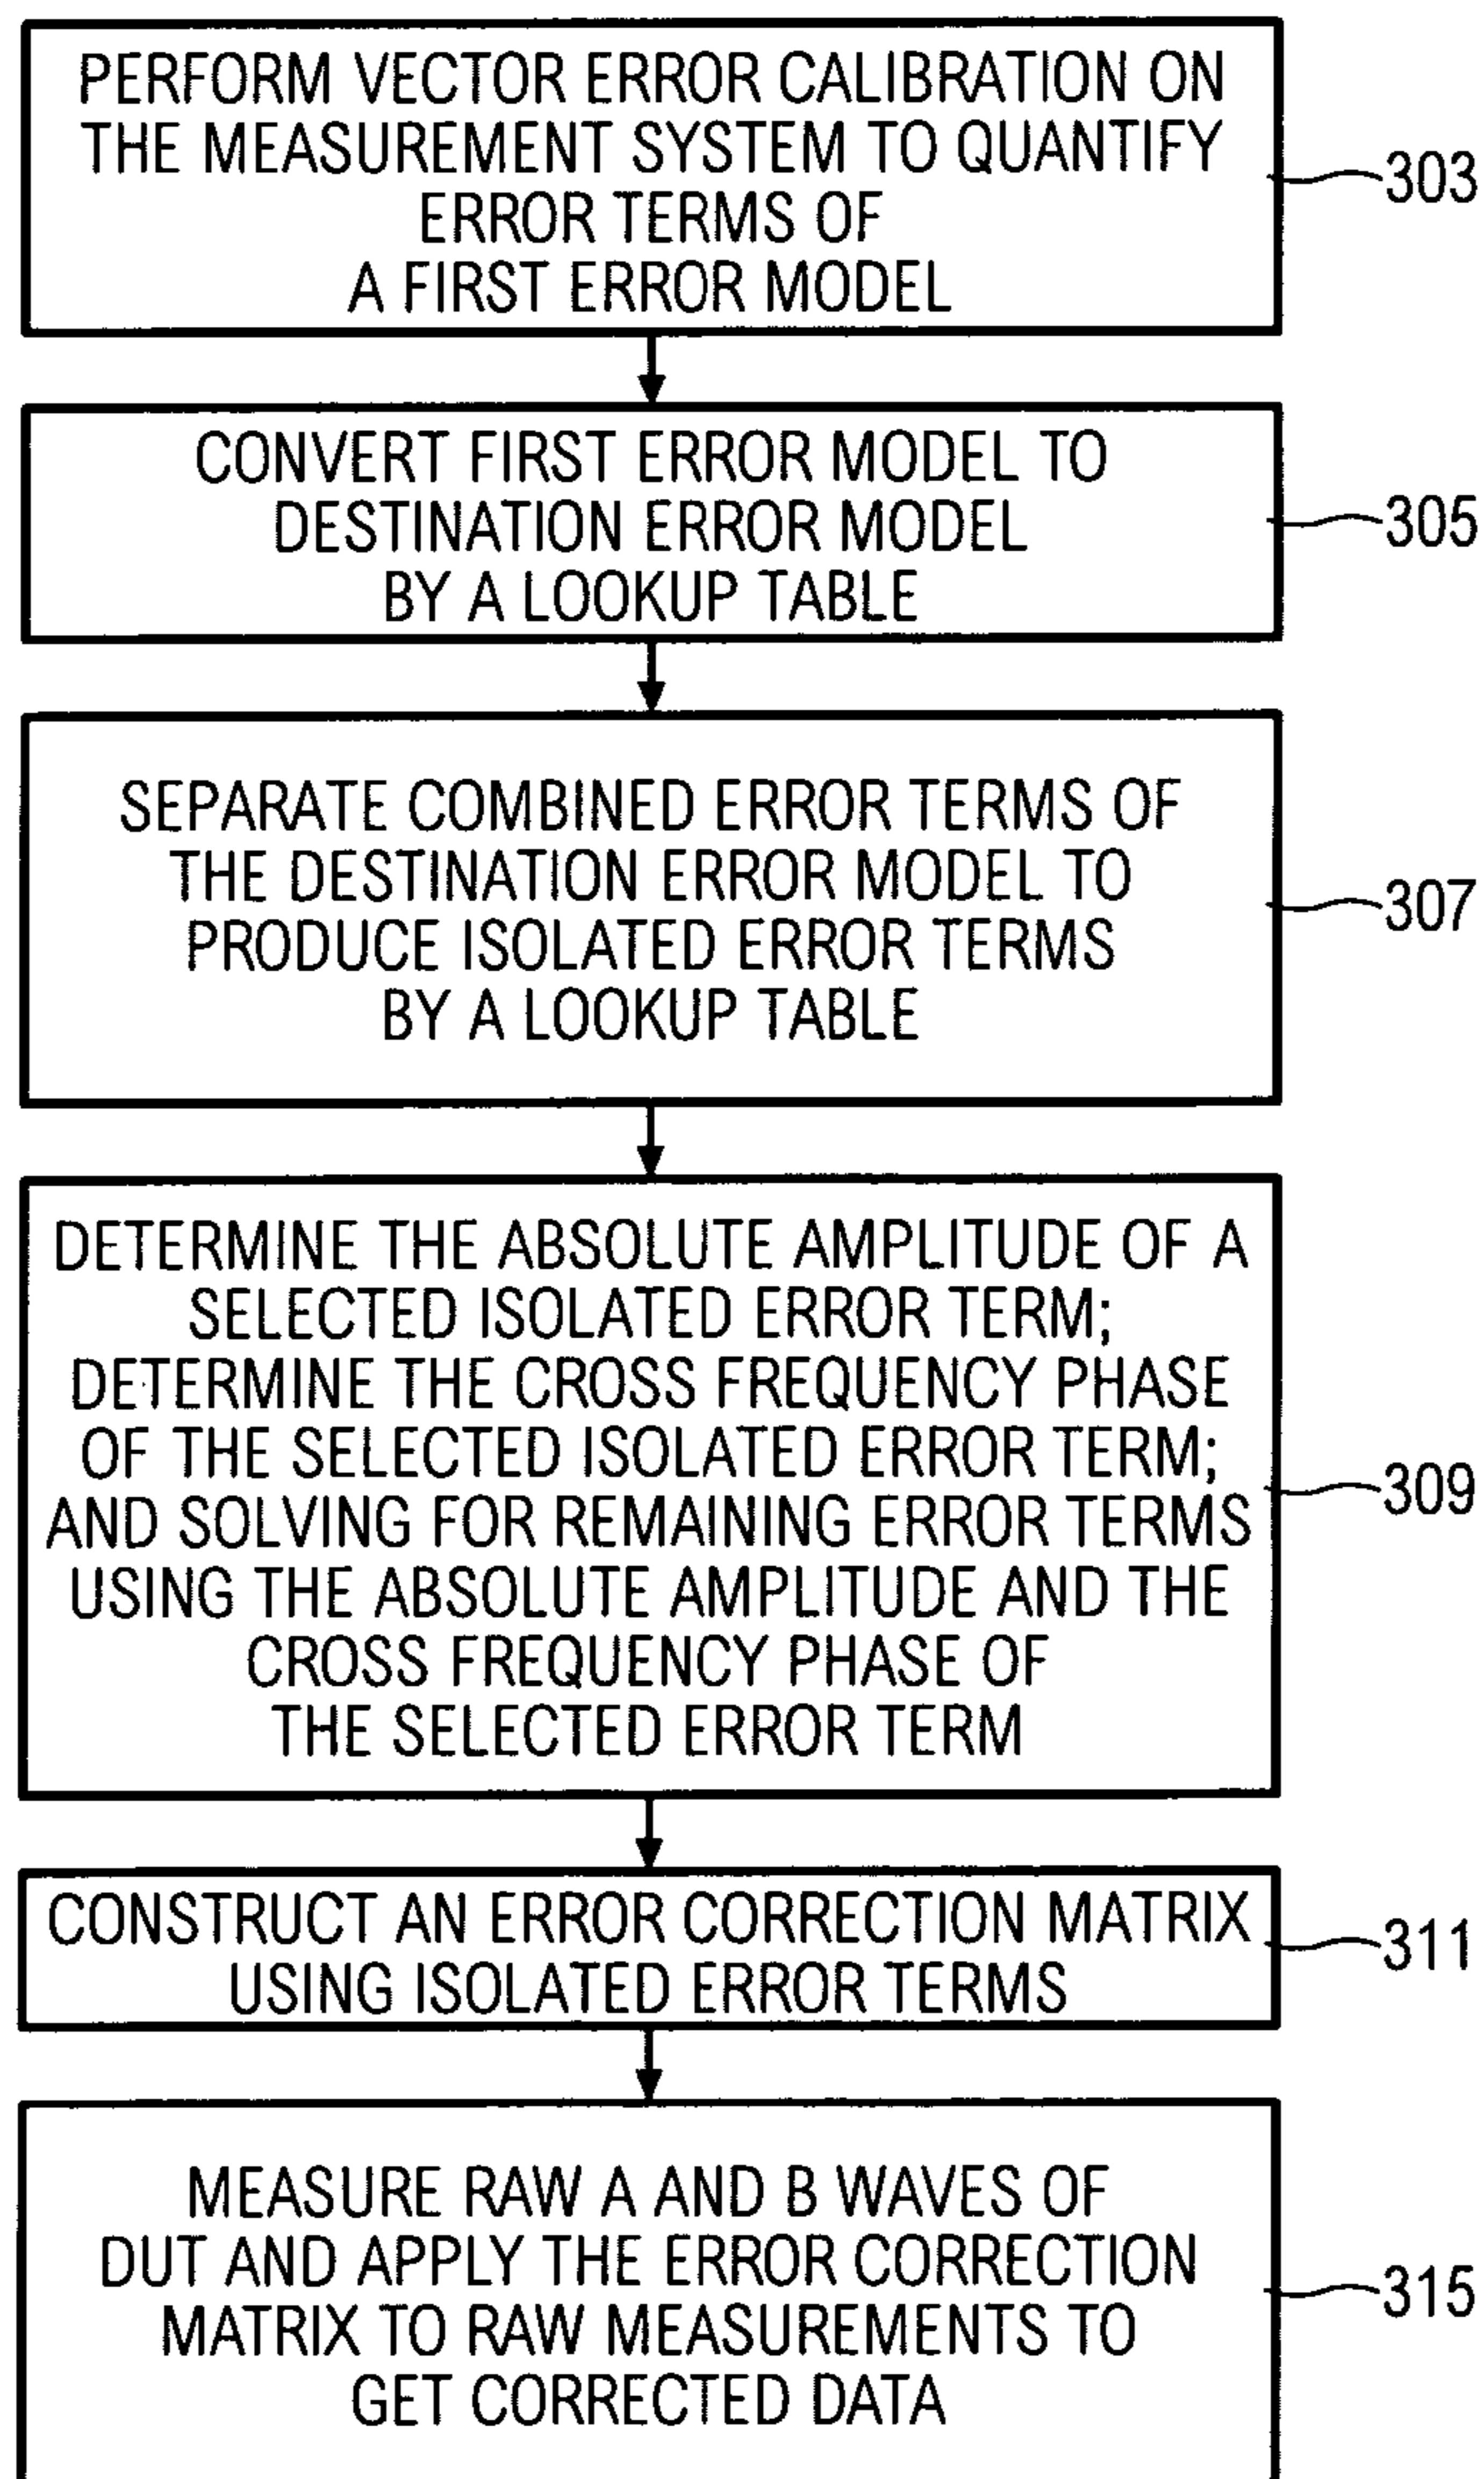 PERFORM VECTOR ERROR CALIBRATION ON
THE MEASUREMENT SYSTEM TO QUANTIFY
ERROR TERMS OF
A FIRST ERROR MODEL
303
CONVERT FIRST ERROR MODEL TO
DESTINATION ERROR MODEL
BY A LOOKUP TABLE
305
SEPARATE COMBINED ERROR TERMS OF
THE DESTINATION ERROR MODEL TO
PRODUCE ISOLATED ERROR TERMS
BY A LOOKUP TABLE
307
DETERMINE THE ABSOLUTE AMPLITUDE OF A
SELECTED ISOLATED ERROR TERM;
DETERMINE THE CROSS FREQUENCY PHASE
OF THE SELECTED ISOLATED ERROR TERM;
AND SOLVING FOR REMAINING ERROR TERMS
USING THE ABSOLUTE AMPLITUDE AND THE
CROSS FREQUENCY PHASE OF
THE SELECTED ERROR TERM
309
CONSTRUCT AN ERROR CORRECTION MATRIX
USING ISOLATED ERROR TERMS
311
MEASURE RAW A AND B WAVES OF
DUT AND APPLY THE ERROR CORRECTION
MATRIX TO RAW MEASUREMENTS TO
GET CORRECTED DATA
315